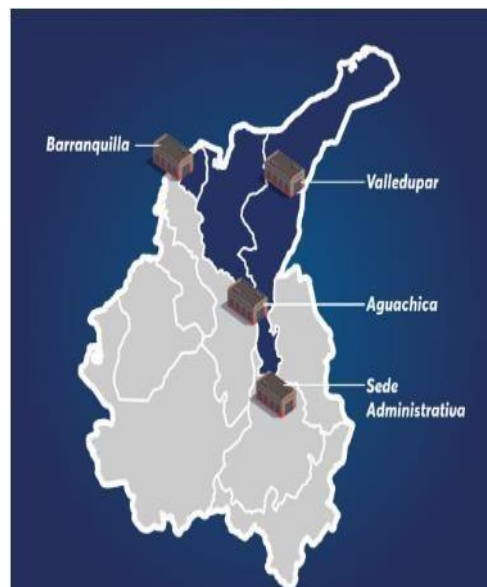 Barranquilla
Valledupar
Aguachica
Sede
Administrativa